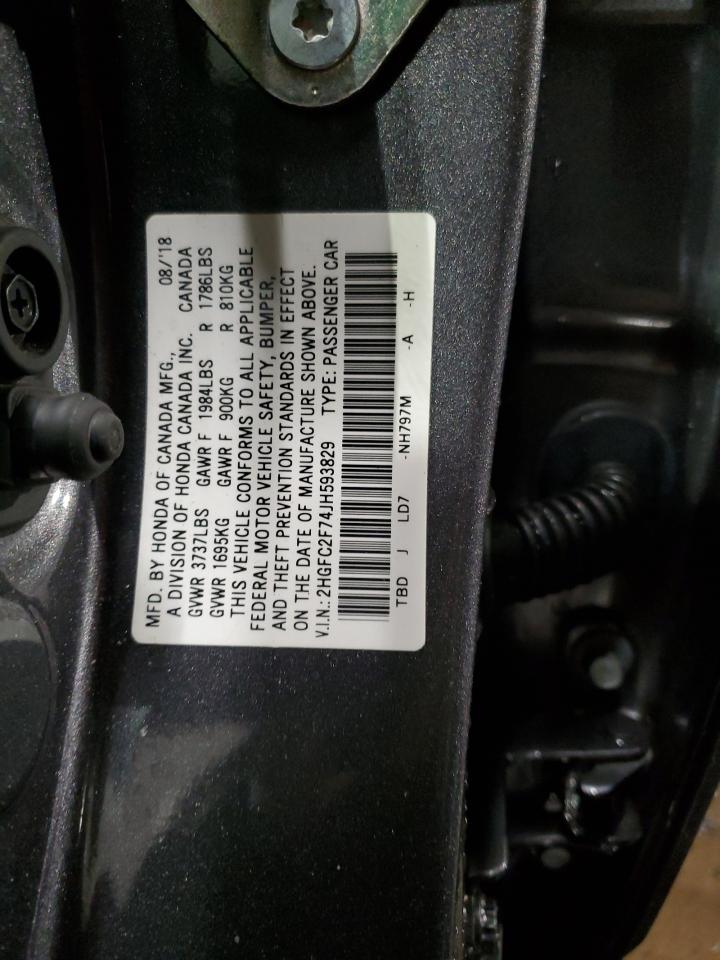 MFD. BY HONDA OF CANADA MFG., 08/'18
A DIVISION OF HONDA CANADA INC. CANADA
GVWR 3737LBS GAWR F 1984LBS R 1786LBS
GVWR 1695KG GAWR F 900KG R 810KG
THIS VEHICLE CONFORMS TO ALL APPLICABLE
FEDERAL MOTOR VEHICLE SAFETY, BUMPER,
AND THEFT PREVENTION STANDARDS IN EFFECT
ON THE DATE OF MANUFACTURE SHOWN ABOVE.
V.I.N.: 2HGFC2F74JH593829 TYPE: PASSENGER CAR
TBD J LD7 -NH797M -A -H